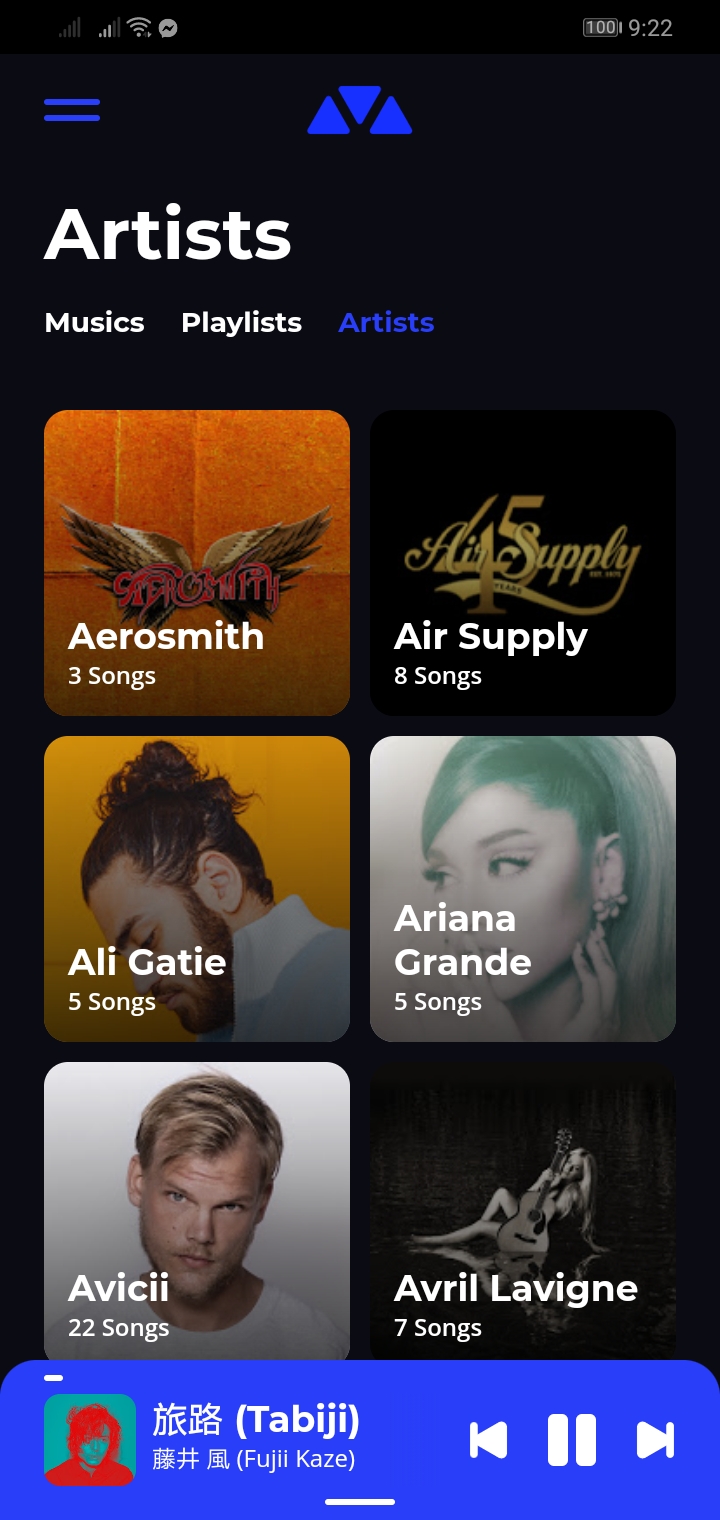 100 9:22
Artists
Musics Playlists Artists
AEROSMITH
Aerosmith
3 Songs
45
Air Supply
EST. 1975
YEARS
Air Supply
8 Songs
Ali Gatie
5 Songs
Ariana
Grande
5 Songs
Avicii
22 Songs
Avril Lavigne
7 Songs
旅路 (Tabiji)
藤井 風 (Fujii Kaze)